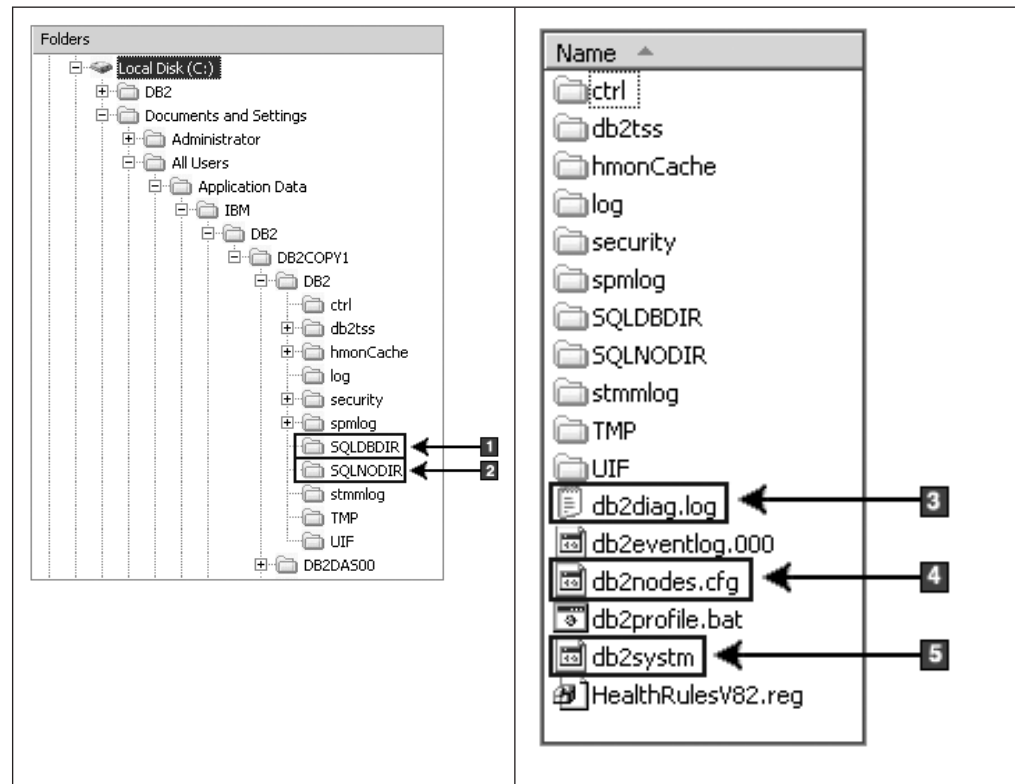 Folders
Local Disk (C:)
DB2
Documents and Settings
Administrator
All Users
Application Data
IBM
DB2
DB2COPY1
DB2
ctrl
db2tss
hmonCache
log
security
spmlog
SQLDBDIR
1
SQLNODIR
2
stmmlog
TMP
UIF
DB2DAS00
Name
ctrl
db2tss
hmonCache
log
security
spmlog
SQLDBDIR
SQLNODIR
stmmlog
TMP
UIF
db2diag.log
3
db2eventlog.000
db2nodes.cfg
4
db2profile.bat
db2systm
5
HealthRulesV82.reg